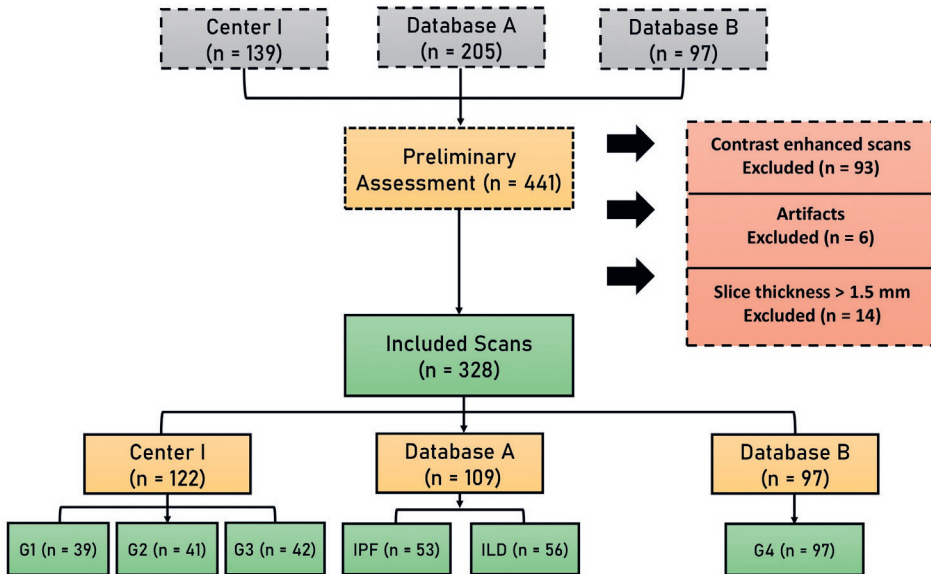 Center I
(n = 139)
Database A
(n = 205)
Database B
(n = 97)
Preliminary
Assessment (n = 441)
Contrast enhanced scans
Excluded (n = 93)
Artifacts
Excluded (n = 6)
Slice thickness > 1.5 mm
Excluded (n = 14)
Included Scans
(n = 328)
Center I
(n = 122)
Database A
(n = 109)
Database B
(n = 97)
G1 (n = 39)
G2 (n = 41)
G3 (n = 42)
IPF (n = 53)
ILD (n = 56)
G4 (n = 97)